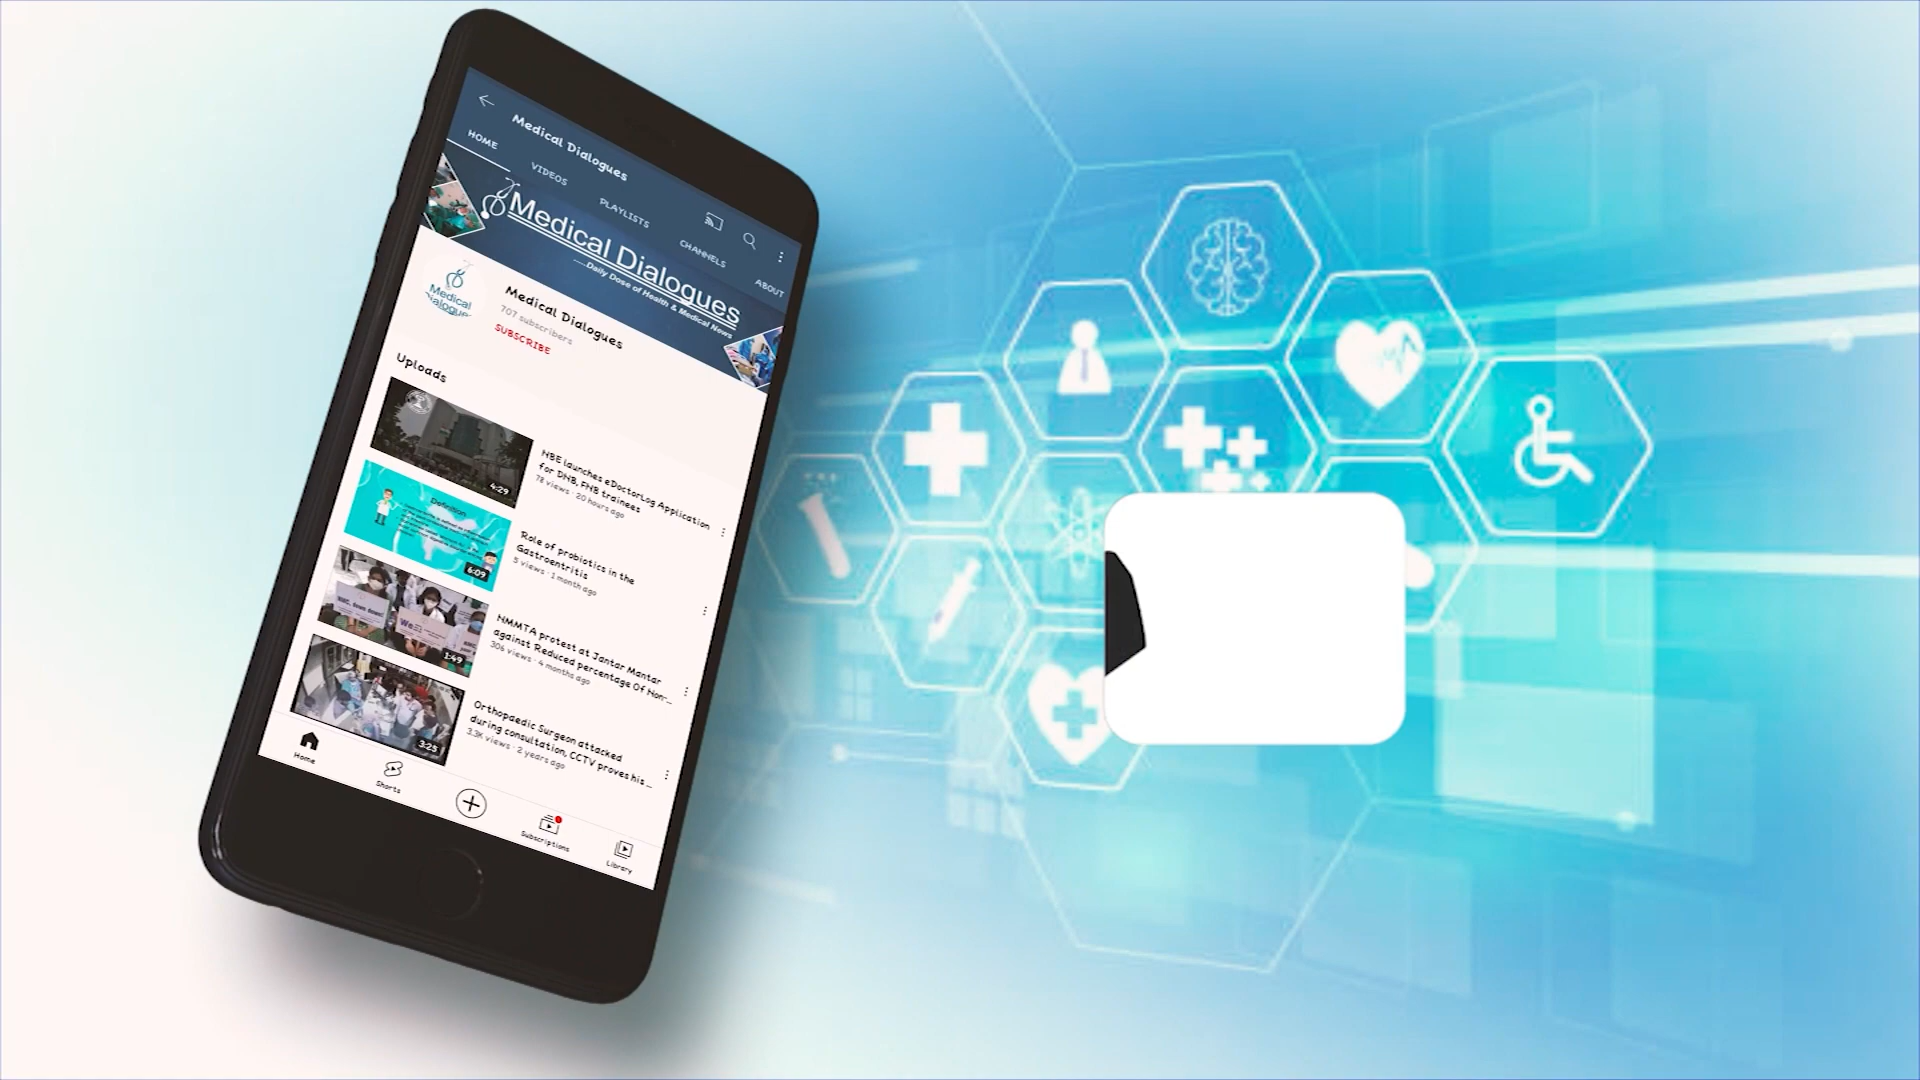 Medical Dialogues
HOME
VIDEOS
PLAYLISTS
CHANNELS
ABOUT
Medical Dialogues
Daily Dose of Health & Medical News
Medical
Dialogues
Medical Dialogues
707 subscribers
SUBSCRIBE
Uploads
4:29
NBE launches eDoctorLog Application
for DNB, FNB trainees
78 views · 20 hours ago
Definition
6:09
Role of probiotics in the
Gastroentritis
5 views · 1 month ago
We
1:49
NMMTA protest at Jantar Mantar
against 'Reduced percentage Of Non-...
306 views · 4 months ago
3:25
Orthopaedic Surgeon attacked
during consultation, CCTV proves his ...
3.3K views · 2 years ago
Home
Shorts
Subscriptions
Library